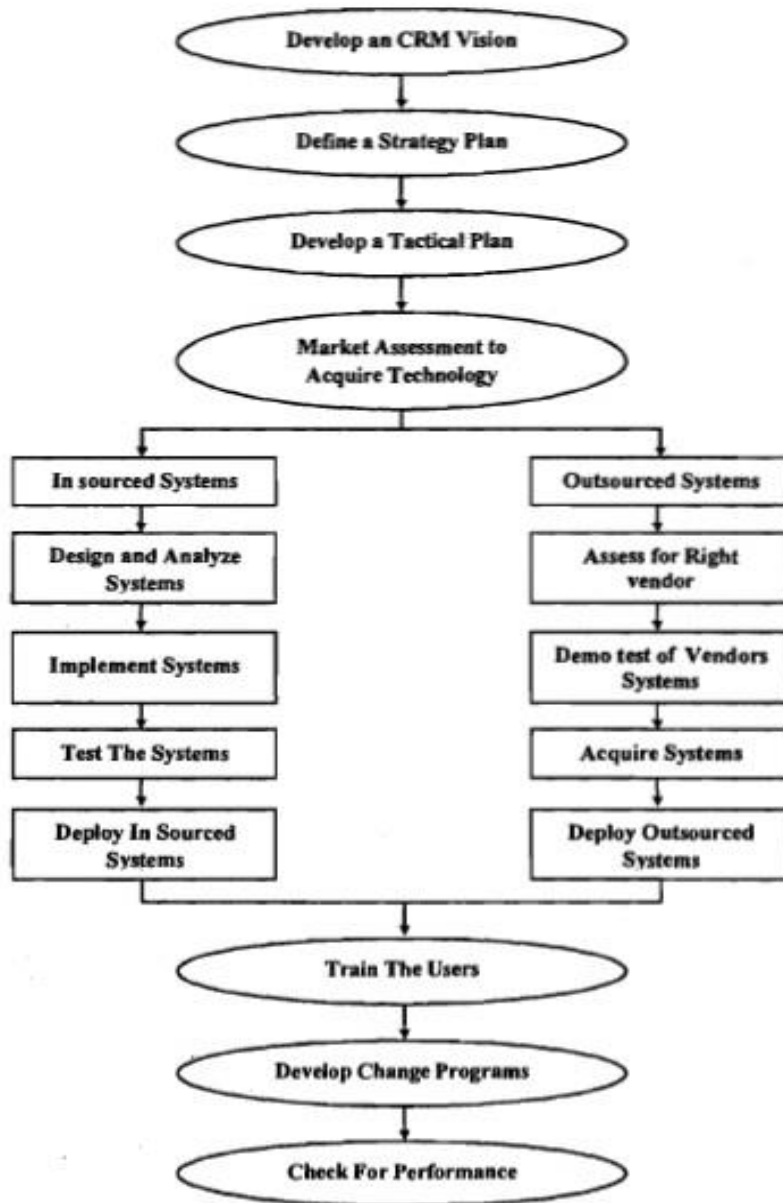 Develop an CRM Vision
Define a Strategy Plan
Develop a Tactical Plan
Market Assessment to
Acquire Technology
In sourced Systems
Design and Analyze
Systems
Implement Systems
Test The Systems
Deploy In Sourced
Systems
Outsourced Systems
Assess for Right
vendor
Demo test of Vendors
Systems
Acquire Systems
Deploy Outsourced
Systems
Train The Users
Develop Change Programs
Check For Performance